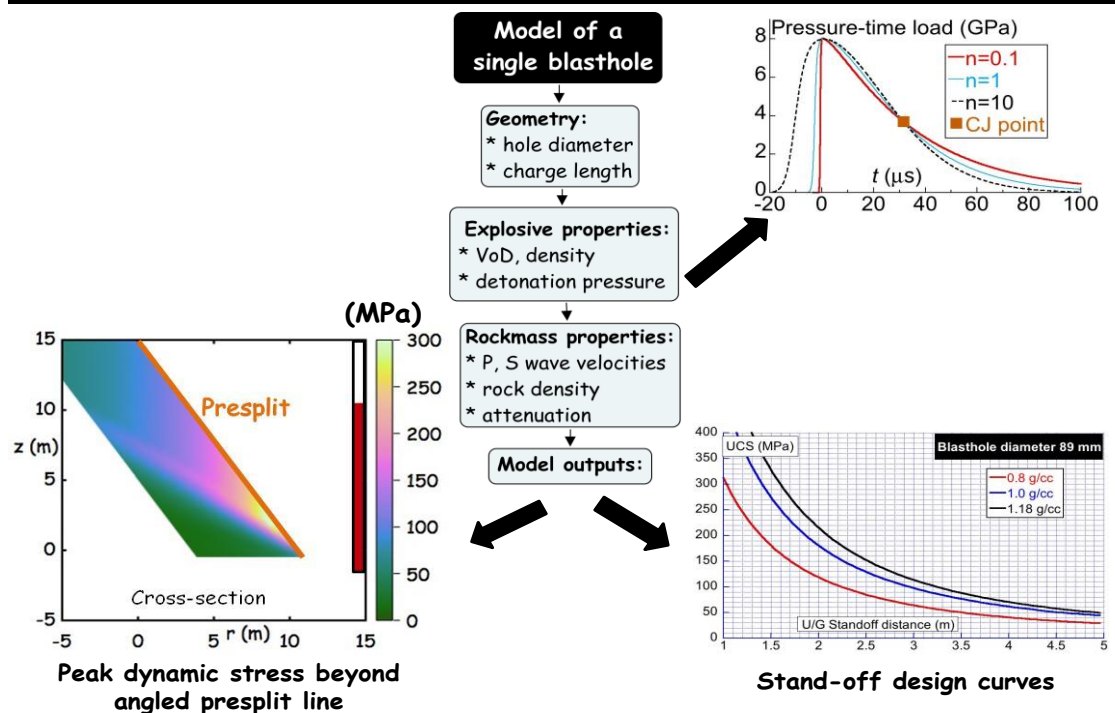 Model of a
single blasthole
Geometry:
* hole diameter
* charge length
Explosive properties:
* VoD, density
* detonation pressure
Rockmass properties:
* P, S wave velocities
* rock density
* attenuation
Model outputs:
Pressure-time load (GPa)
8
6
4
2
0
n=0.1
n=1
n=10
CJ point
t (μs)
-20 0 20 40 60 80 100
(MPa)
300
250
200
150
100
50
0
15
10
z (m)
5
0
-5
Presplit
Cross-section
-5 0 5 10 15
r (m)
Peak dynamic stress beyond
angled presplit line
400
350
300
250
200
150
100
50
0
UCS (MPa)
Blasthole diameter 89 mm
0.8 g/cc
1.0 g/cc
1.18 g/cc
U/G Standoff distance (m)
1 1.5 2 2.5 3 3.5 4 4.5 5
Stand-off design curves